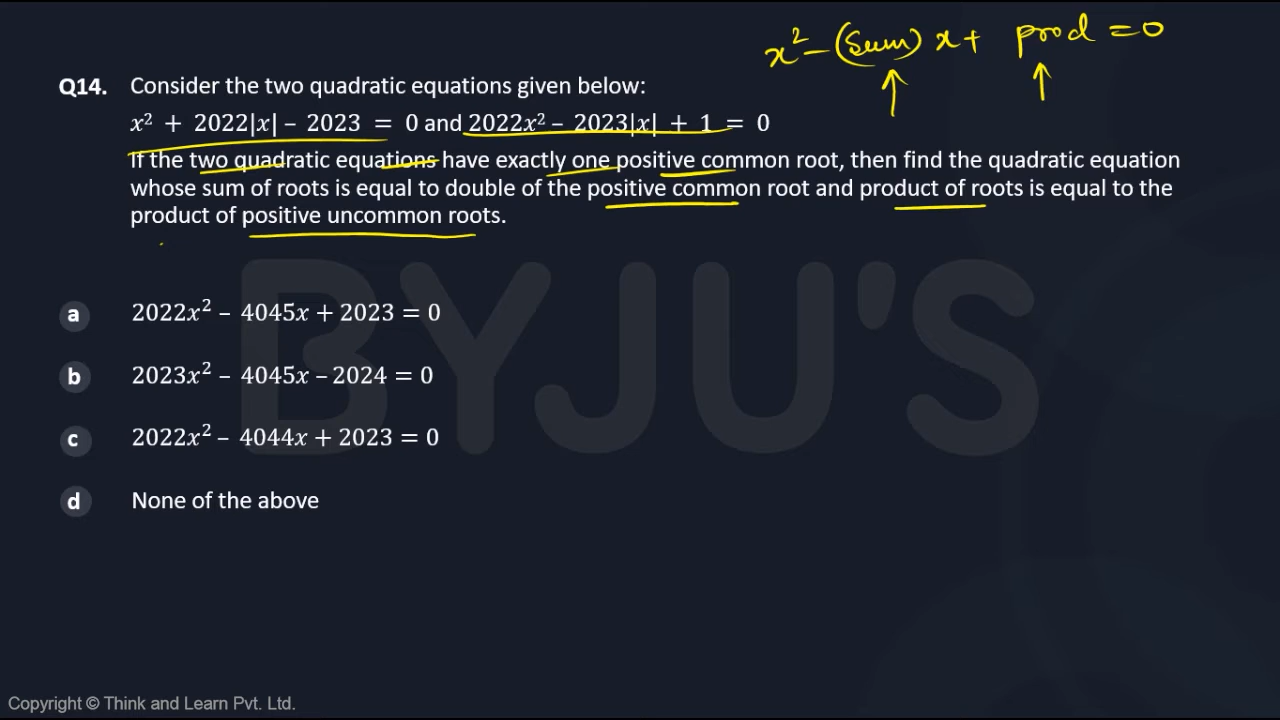 x² – (Sum) x + prod = 0
Q14. Consider the two quadratic equations given below:
x² + 2022|x| – 2023 = 0 and 2022x² – 2023|x| + 1 = 0
If the two quadratic equations have exactly one positive common root, then find the quadratic equation
whose sum of roots is equal to double of the positive common root and product of roots is equal to the
product of positive uncommon roots.
BYJU'S
a 2022x² – 4045x + 2023 = 0
b 2023x² – 4045x – 2024 = 0
c 2022x² – 4044x + 2023 = 0
d None of the above
Copyright © Think and Learn Pvt. Ltd.